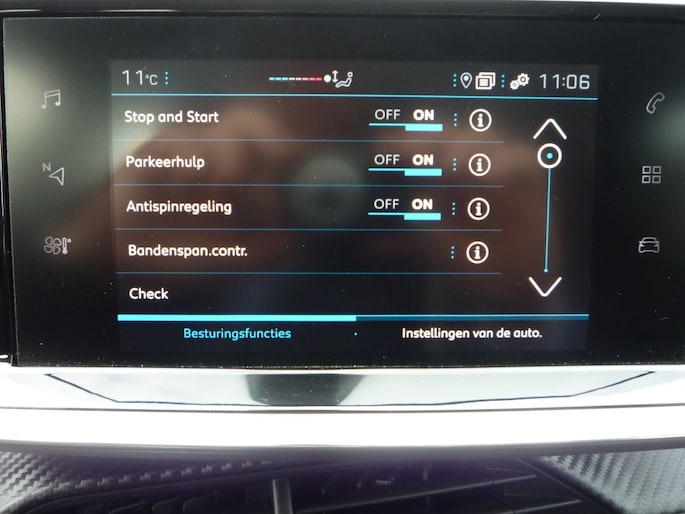 11°C
11:06
Stop and Start OFF ON
Parkeerhulp OFF ON
Antispinregeling OFF ON
Bandenspan.contr.
Check
Besturingsfuncties
Instellingen van de auto.
N